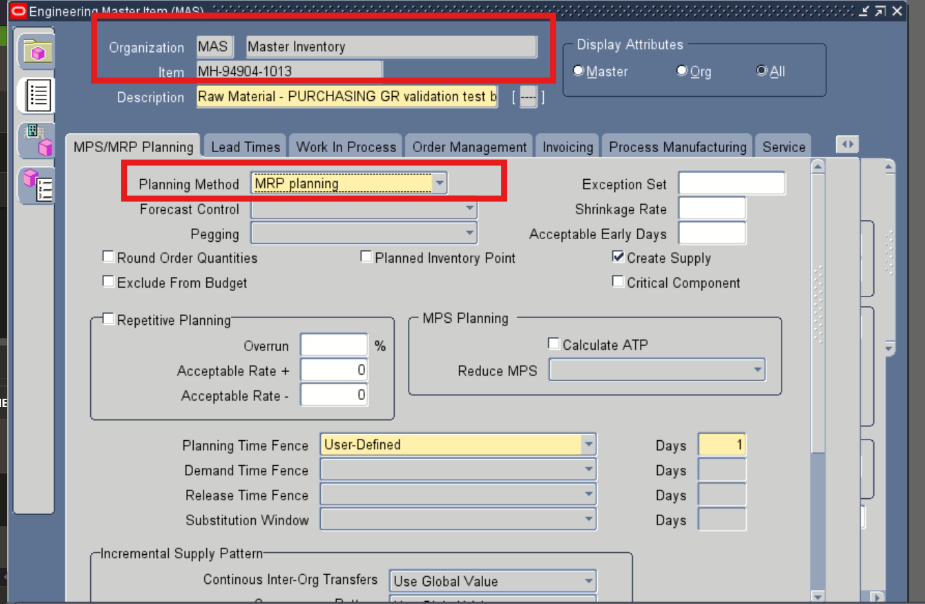 Engineering Master Item (MAS)
Organization MAS Master Inventory
Item MH-94904-1013
Description Raw Material - PURCHASING GR validation test b [ ---- ]
Display Attributes
Master Org All
MPS/MRP Planning Lead Times Work In Process Order Management Invoicing Process Manufacturing Service
Planning Method MRP planning Exception Set
Forecast Control Shrinkage Rate
Pegging Acceptable Early Days
Round Order Quantities Planned Inventory Point Create Supply
Exclude From Budget Critical Component
Repetitive Planning MPS Planning
Overrun % Calculate ATP
Acceptable Rate + 0 Reduce MPS
Acceptable Rate - 0
Planning Time Fence User-Defined Days 1
Demand Time Fence Days
Release Time Fence Days
Substitution Window Days
Incremental Supply Pattern
Continous Inter-Org Transfers Use Global Value